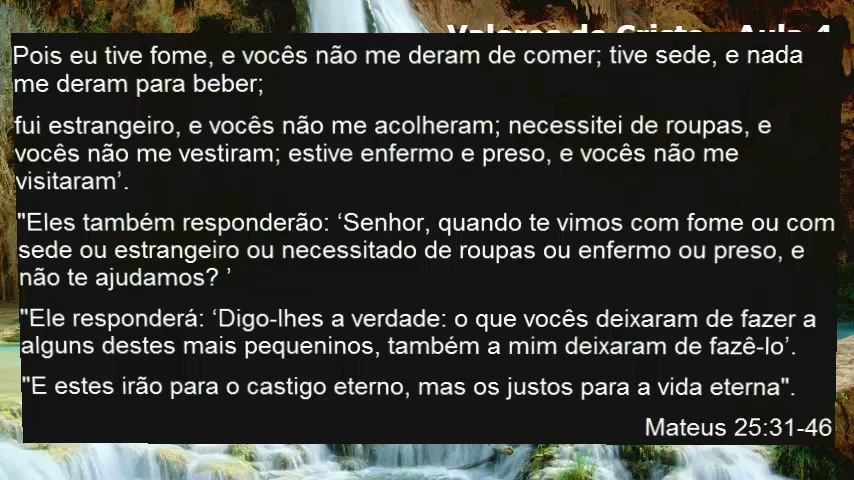 Valores de Cristo - Aula 4
Pois eu tive fome, e vocês não me deram de comer; tive sede, e nada
me deram para beber;
fui estrangeiro, e vocês não me acolheram; necessitei de roupas, e
vocês não me vestiram; estive enfermo e preso, e vocês não me
visitaram’.
"Eles também responderão: ‘Senhor, quando te vimos com fome ou com
sede ou estrangeiro ou necessitado de roupas ou enfermo ou preso, e
não te ajudamos? ’
"Ele responderá: ‘Digo-lhes a verdade: o que vocês deixaram de fazer a
alguns destes mais pequeninos, também a mim deixaram de fazê-lo’.
"E estes irão para o castigo eterno, mas os justos para a vida eterna".
Mateus 25:31-46